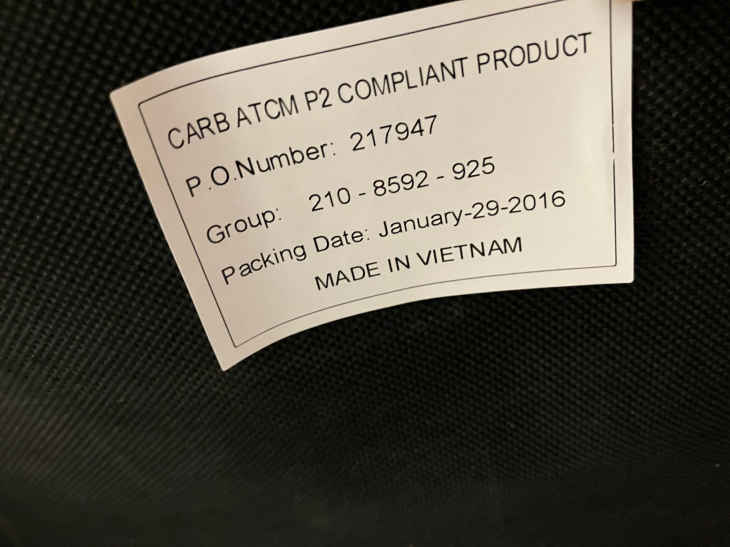 CARB ATCM P2 COMPLIANT PRODUCT
P.O.Number: 217947
Group: 210 - 8592 - 925
Packing Date: January-29-2016
MADE IN VIETNAM